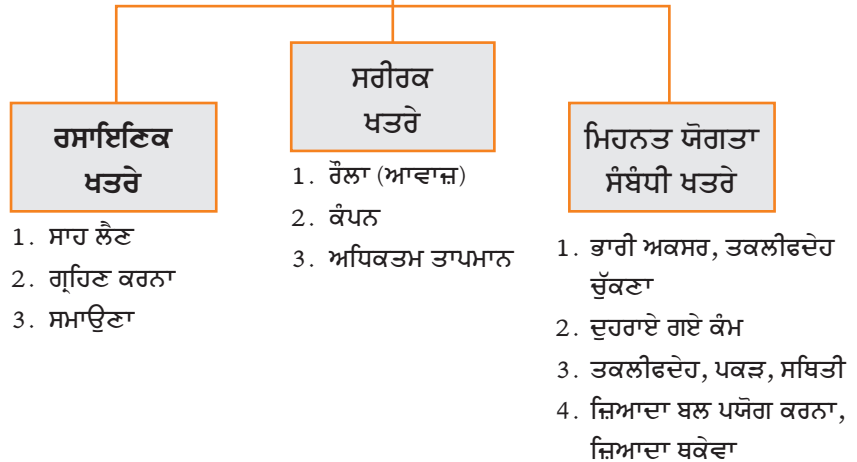 ਰਸਾਇਣਿਕ
ਖਤਰੇ
1. ਸਾਹ ਲੈਣ
2. ਗ੍ਰਹਿਣ ਕਰਨਾ
3. ਸਮਾਉਣਾ
ਸਰੀਰਕ
ਖਤਰੇ
1. ਰੌਲਾ (ਆਵਾਜ਼)
2. ਕੰਪਨ
3. ਅਧਿਕਤਮ ਤਾਪਮਾਨ
ਮਿਹਨਤ ਯੋਗਤਾ
ਸੰਬੰਧੀ ਖਤਰੇ
1. ਭਾਰੀ ਅਕਸਰ, ਤਕਲੀਫਦੇਹ
ਚੁੱਕਣਾ
2. ਦੁਹਰਾਏ ਗਏ ਕੰਮ
3. ਤਕਲੀਫਦੇਹ, ਪਕੜ, ਸਥਿਤੀ
4. ਜ਼ਿਆਦਾ ਬਲ ਪਯੋਗ ਕਰਨਾ,
ਜ਼ਿਆਦਾ ਥਕੇਵਾ